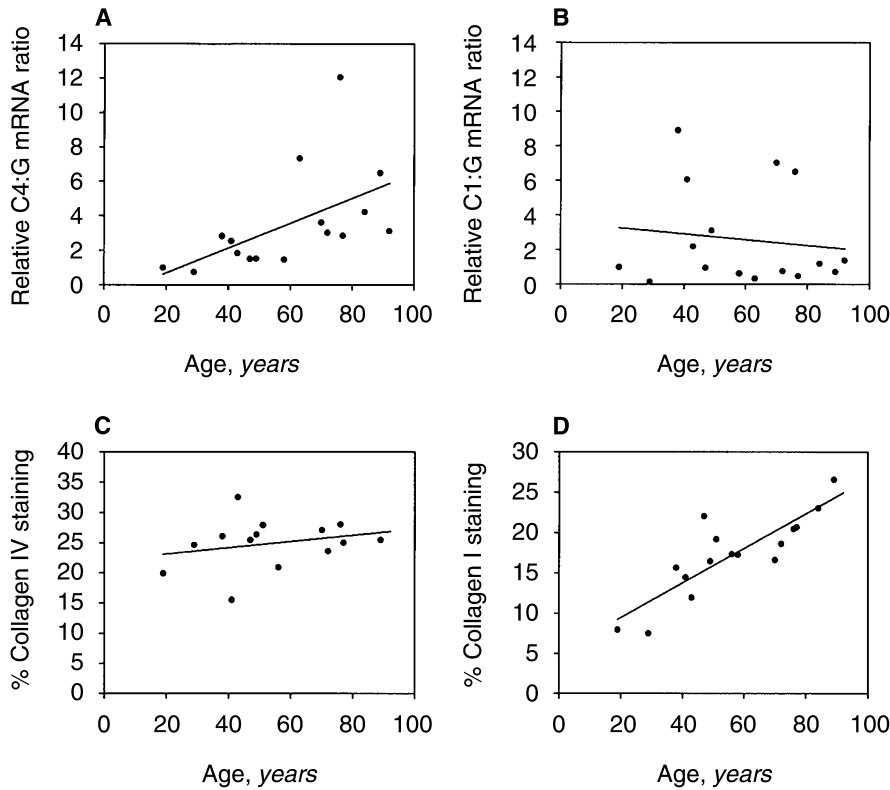 A
Relative C4:G mRNA ratio
14
12
10
8
6
4
2
0
0 20 40 60 80 100
Age, years
B
Relative C1:G mRNA ratio
14
12
10
8
6
4
2
0
0 20 40 60 80 100
Age, years
C
% Collagen IV staining
40
35
30
25
20
15
10
5
0
0 20 40 60 80 100
Age, years
D
% Collagen I staining
30
25
20
15
10
5
0
0 20 40 60 80 100
Age, years